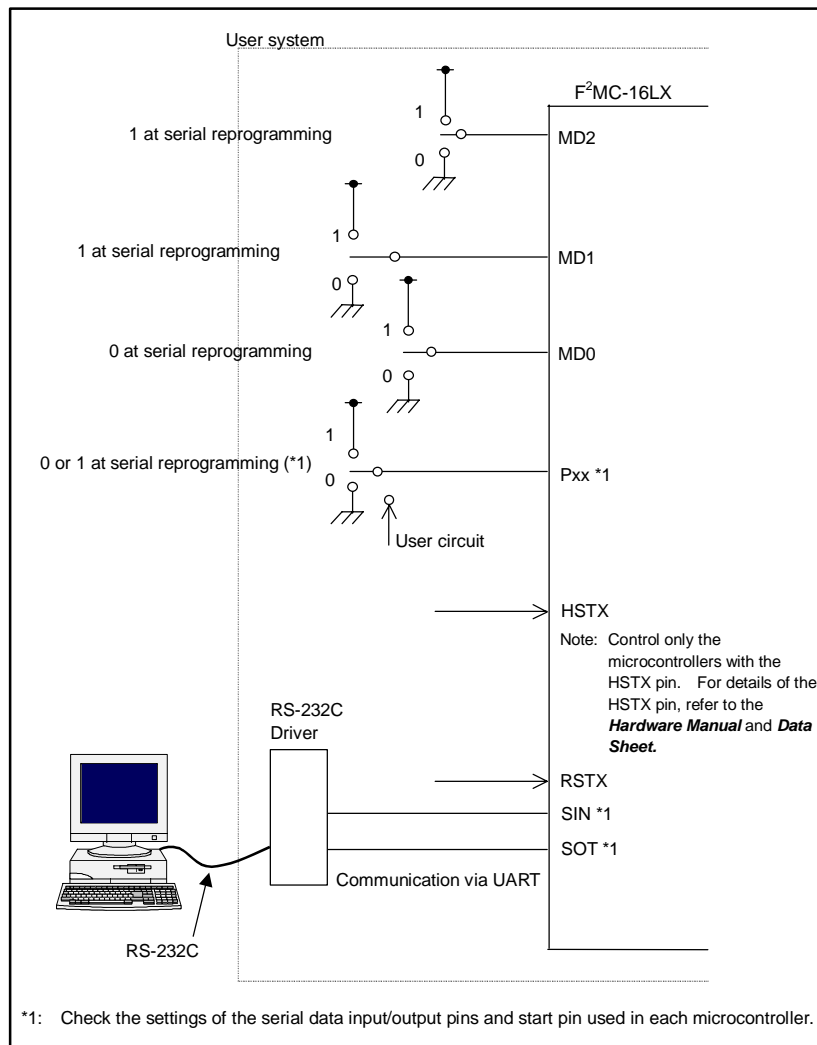 User system
F²MC-16LX
1
1 at serial reprogramming
MD2
0
1
1 at serial reprogramming
MD1
0
1
0 at serial reprogramming
MD0
0
1
0 or 1 at serial reprogramming (*1)
Pxx *1
0
User circuit
HSTX
Note: Control only the
microcontrollers with the
HSTX pin. For details of the
HSTX pin, refer to the
Hardware Manual and Data
Sheet.
RS-232C
Driver
RSTX
SIN *1
SOT *1
Communication via UART
RS-232C
*1: Check the settings of the serial data input/output pins and start pin used in each microcontroller.